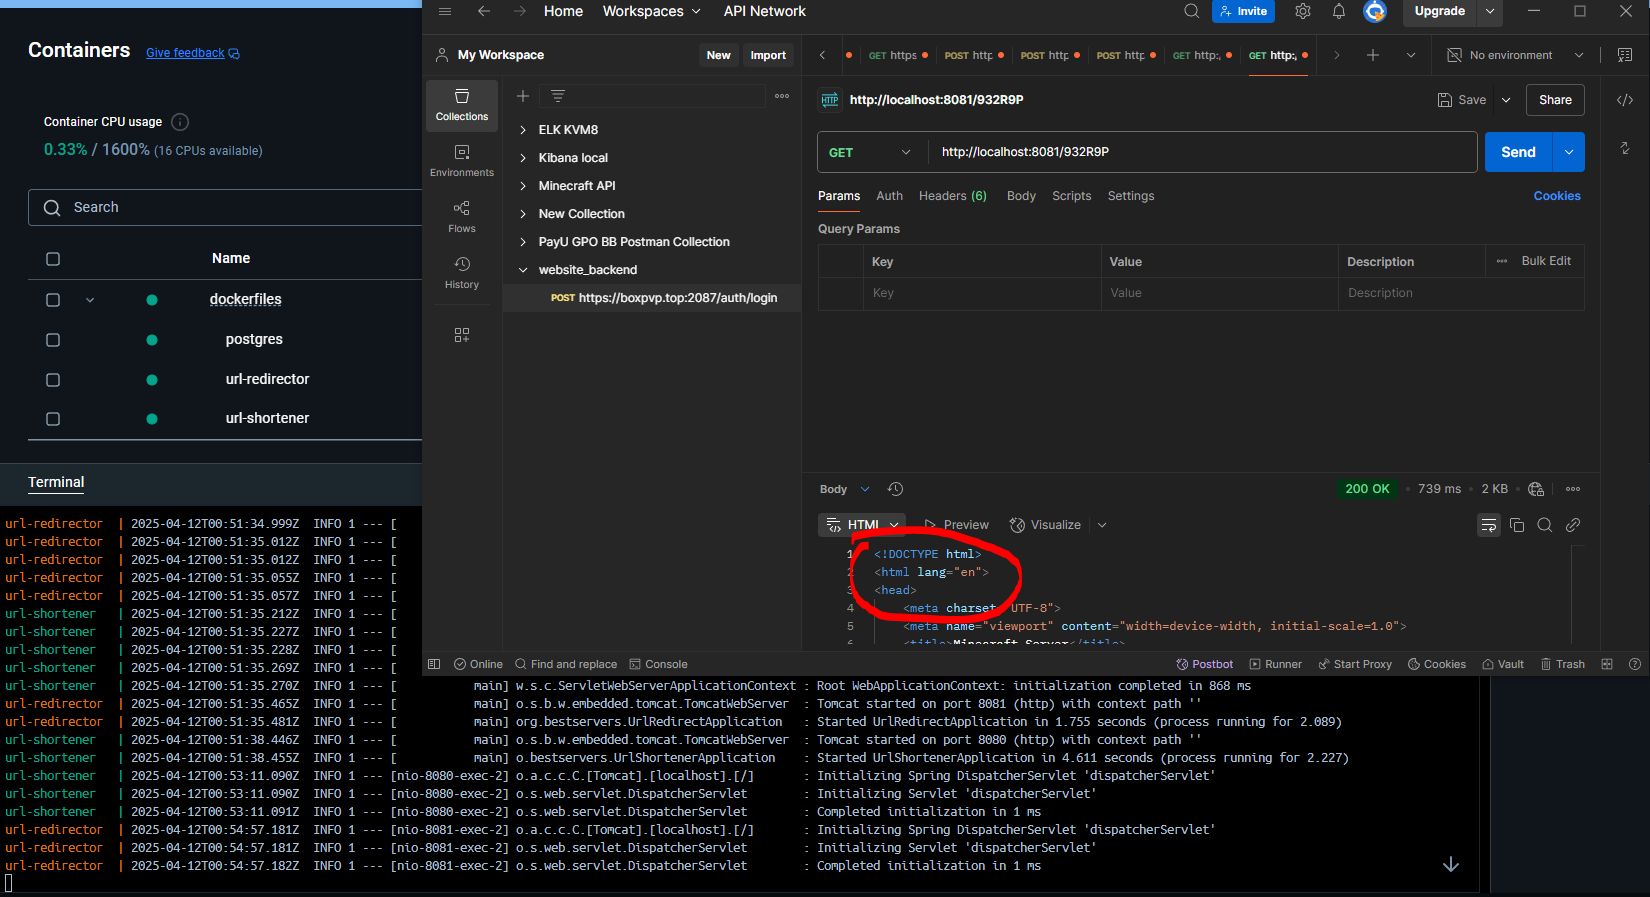 Containers
Give feedback
Container CPU usage
0.33% / 1600% (16 CPUs available)
Search
Name
dockerfiles
postgres
url-redirector
url-shortener
Home
Workspaces
API Network
Invite
Upgrade
My Workspace
New
Import
GET https
POST http
POST http
POST http
GET http:
GET http:
No environment
Collections
Environments
Flows
History
ELK KVM8
Kibana local
Minecraft API
New Collection
PayU GPO BB Postman Collection
website_backend
POST https://boxpvp.top:2087/auth/login
HTTP http://localhost:8081/932R9P
Save
Share
GET
http://localhost:8081/932R9P
Send
Params
Auth
Headers (6)
Body
Scripts
Settings
Cookies
Query Params
Key
Value
Description
Bulk Edit
Key
Value
Description
Body
200 OK
739 ms
2 KB
HTML
Preview
Visualize
1 <!DOCTYPE html>
2 <html lang="en">
3 <head>
4 <meta charset="UTF-8">
5 <meta name="viewport" content="width=device-width, initial-scale=1.0">
6 <title>Minecraft Server</title>
Online
Find and replace
Console
Postbot
Runner
Start Proxy
Cookies
Vault
Trash
Terminal
url-redirector | 2025-04-12T00:51:34.999Z INFO 1 --- [
url-redirector | 2025-04-12T00:51:35.012Z INFO 1 --- [
url-redirector | 2025-04-12T00:51:35.012Z INFO 1 --- [
url-redirector | 2025-04-12T00:51:35.055Z INFO 1 --- [
url-redirector | 2025-04-12T00:51:35.057Z INFO 1 --- [
url-shortener | 2025-04-12T00:51:35.212Z INFO 1 --- [
url-shortener | 2025-04-12T00:51:35.227Z INFO 1 --- [
url-shortener | 2025-04-12T00:51:35.228Z INFO 1 --- [
url-shortener | 2025-04-12T00:51:35.269Z INFO 1 --- [
url-shortener | 2025-04-12T00:51:35.270Z INFO 1 --- [ main] w.s.c.ServletWebServerApplicationContext : Root WebApplicationContext: initialization completed in 868 ms
url-redirector | 2025-04-12T00:51:35.465Z INFO 1 --- [ main] o.s.b.w.embedded.tomcat.TomcatWebServer : Tomcat started on port 8081 (http) with context path ''
url-redirector | 2025-04-12T00:51:35.481Z INFO 1 --- [ main] org.bestservers.UrlRedirectApplication : Started UrlRedirectApplication in 1.755 seconds (process running for 2.089)
url-shortener | 2025-04-12T00:51:38.446Z INFO 1 --- [ main] o.s.b.w.embedded.tomcat.TomcatWebServer : Tomcat started on port 8080 (http) with context path ''
url-shortener | 2025-04-12T00:51:38.455Z INFO 1 --- [ main] o.bestservers.UrlShortenerApplication : Started UrlShortenerApplication in 4.611 seconds (process running for 2.227)
url-shortener | 2025-04-12T00:53:11.090Z INFO 1 --- [nio-8080-exec-2] o.a.c.c.C.[Tomcat].[localhost].[/] : Initializing Spring DispatcherServlet 'dispatcherServlet'
url-shortener | 2025-04-12T00:53:11.090Z INFO 1 --- [nio-8080-exec-2] o.s.web.servlet.DispatcherServlet : Initializing Servlet 'dispatcherServlet'
url-shortener | 2025-04-12T00:53:11.091Z INFO 1 --- [nio-8080-exec-2] o.s.web.servlet.DispatcherServlet : Completed initialization in 1 ms
url-redirector | 2025-04-12T00:54:57.181Z INFO 1 --- [nio-8081-exec-2] o.a.c.c.C.[Tomcat].[localhost].[/] : Initializing Spring DispatcherServlet 'dispatcherServlet'
url-redirector | 2025-04-12T00:54:57.181Z INFO 1 --- [nio-8081-exec-2] o.s.web.servlet.DispatcherServlet : Initializing Servlet 'dispatcherServlet'
url-redirector | 2025-04-12T00:54:57.182Z INFO 1 --- [nio-8081-exec-2] o.s.web.servlet.DispatcherServlet : Completed initialization in 1 ms